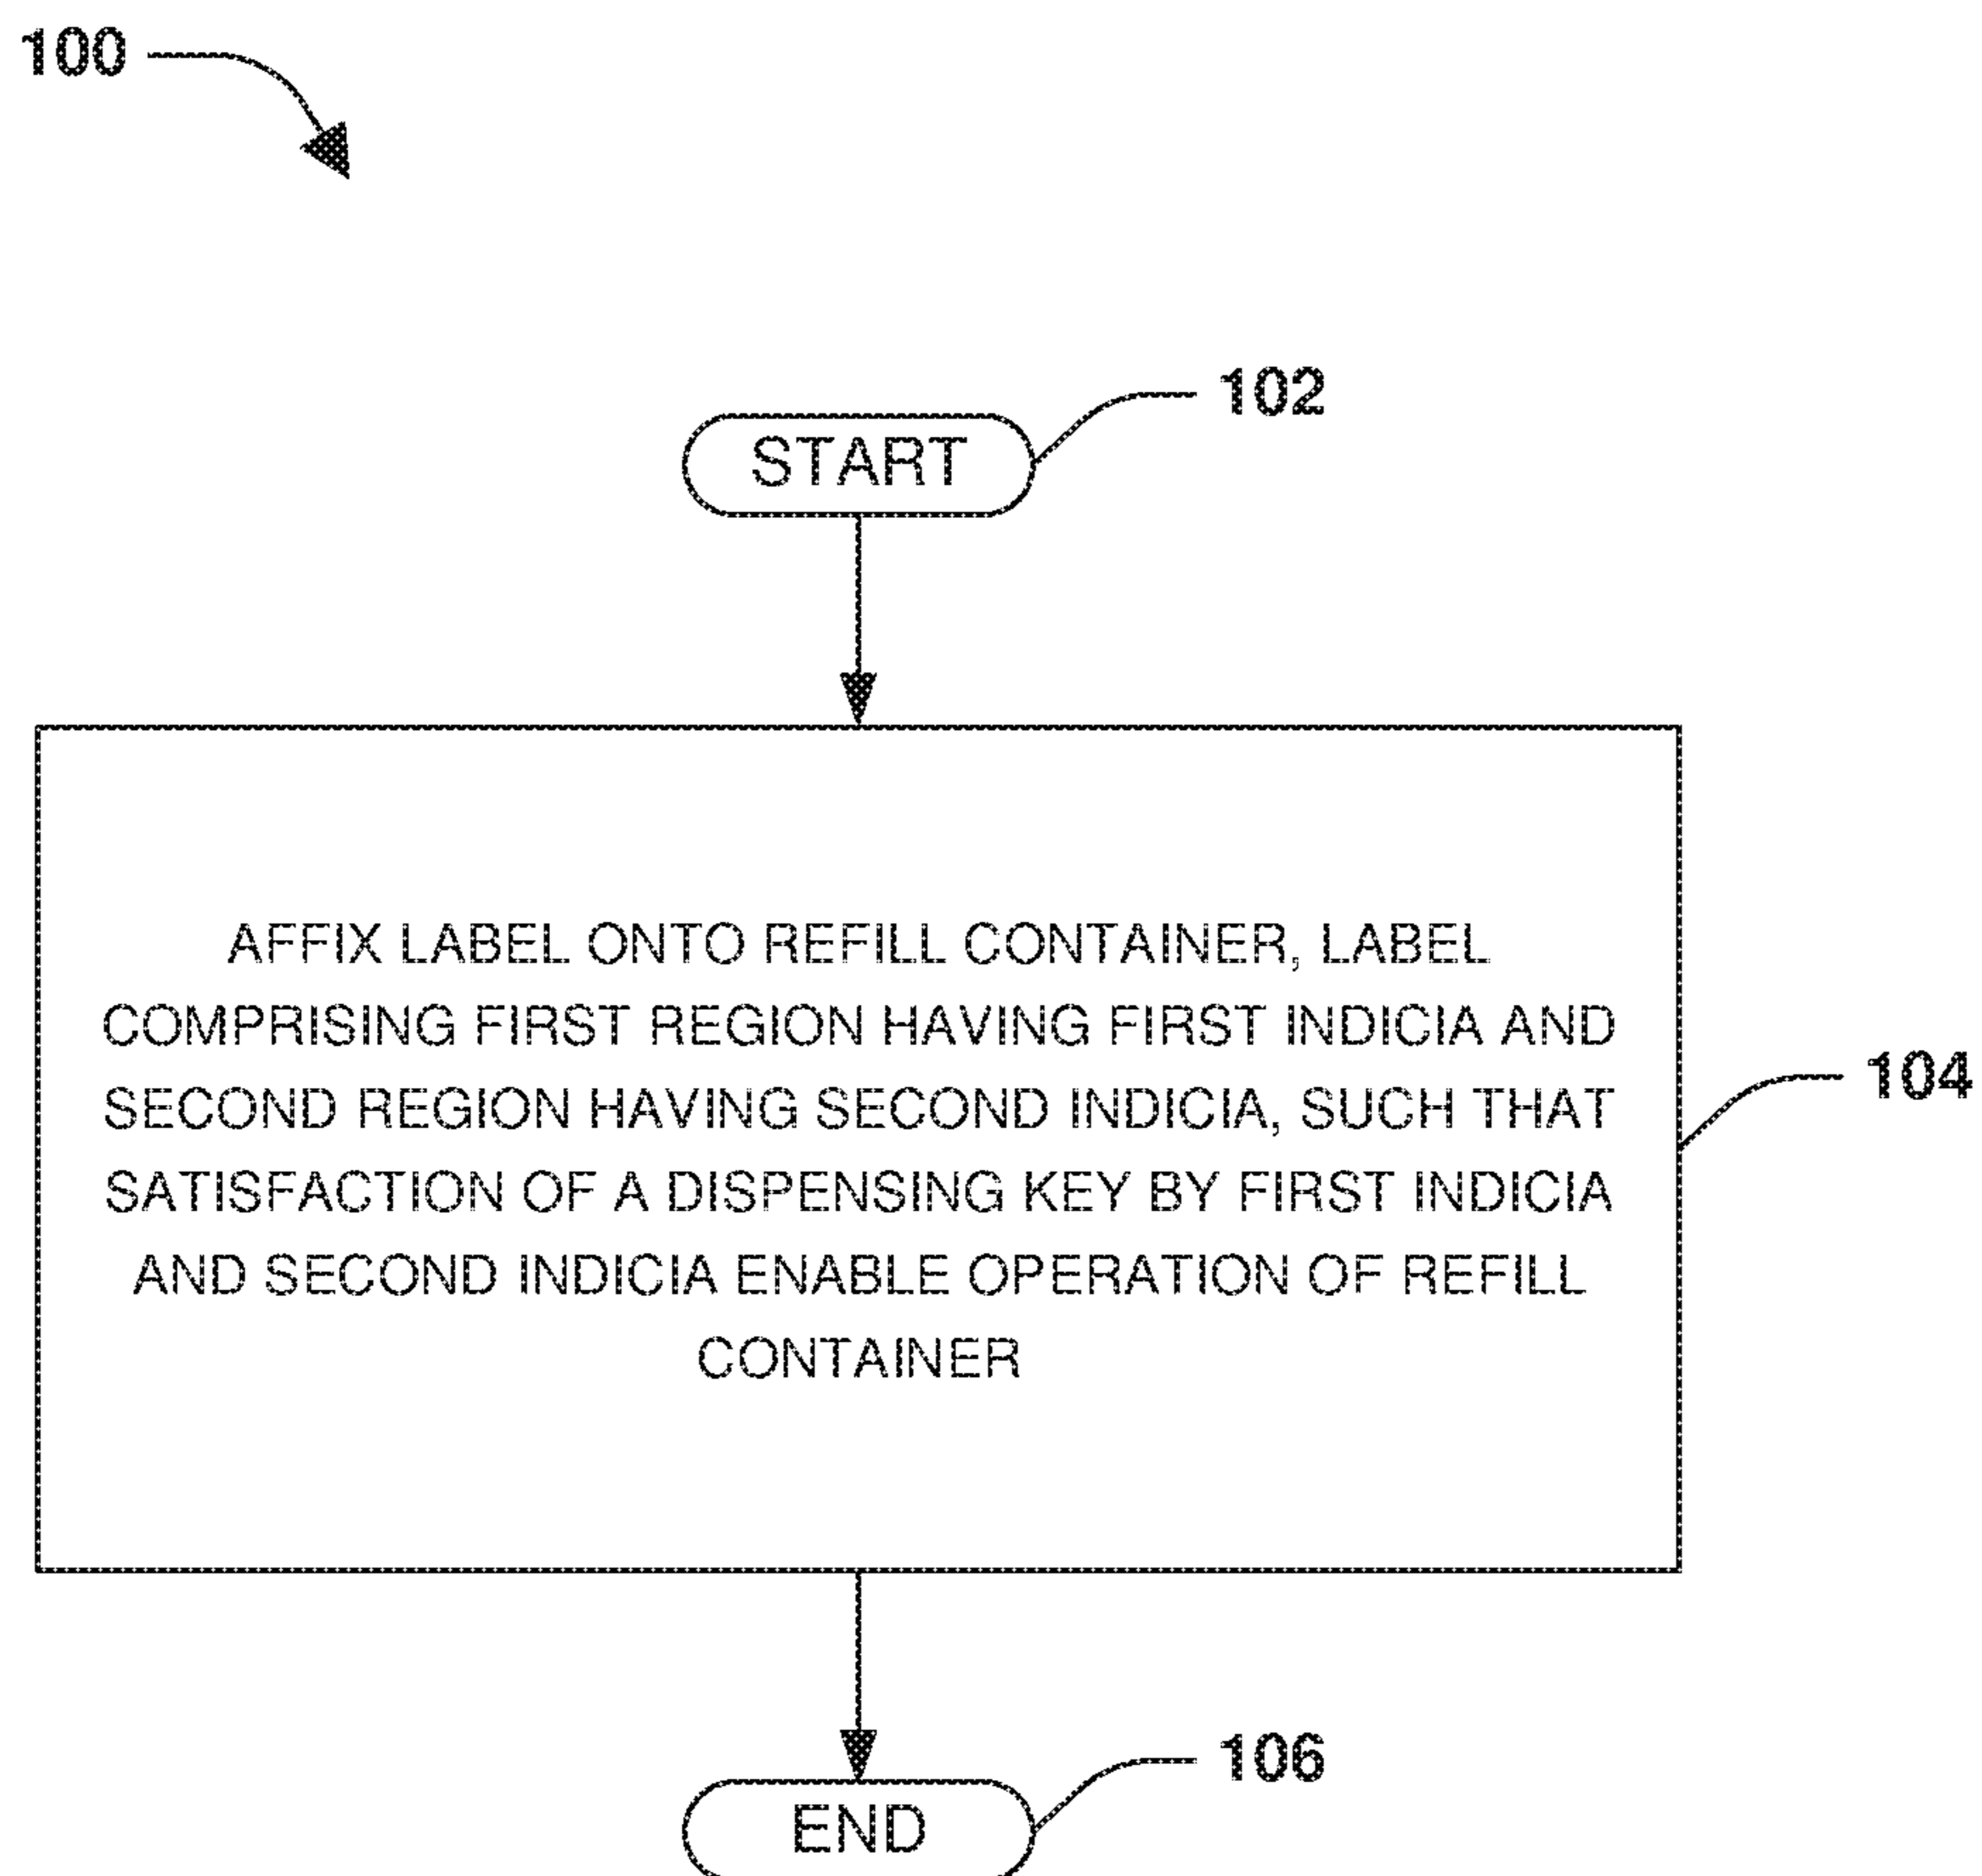 100
102
START
AFFIX LABEL ONTO REFILL CONTAINER, LABEL
COMPRISING FIRST REGION HAVING FIRST INDICIA AND
SECOND REGION HAVING SECOND INDICIA, SUCH THAT
SATISFACTION OF A DISPENSING KEY BY FIRST INDICIA
AND SECOND INDICIA ENABLE OPERATION OF REFILL
CONTAINER
104
106
END